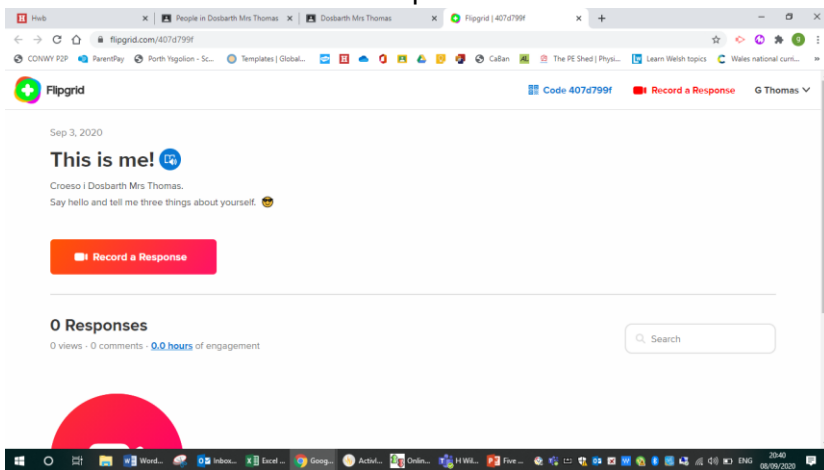 Hwb
People in Dosbarth Mrs Thomas
Dosbarth Mrs Thomas
Flipgrid | 407d799f
flipgrid.com/407d799f
CONWY P2P
ParentPay
Porth Ysgolion - Sc...
Templates | Global...
CaBan
The PE Shed | Physi...
Learn Welsh topics
Wales national curri...
Flipgrid
Code 407d799f
Record a Response
G Thomas
Sep 3, 2020
This is me!
Croeso i Dosbarth Mrs Thomas.
Say hello and tell me three things about yourself.
Record a Response
0 Responses
0 views · 0 comments · 0.0 hours of engagement
Search
Word...
Inbox...
Excel ...
Goog...
Activi...
Onlin...
H Wil...
Five ...
ENG
20:40
08/09/2020